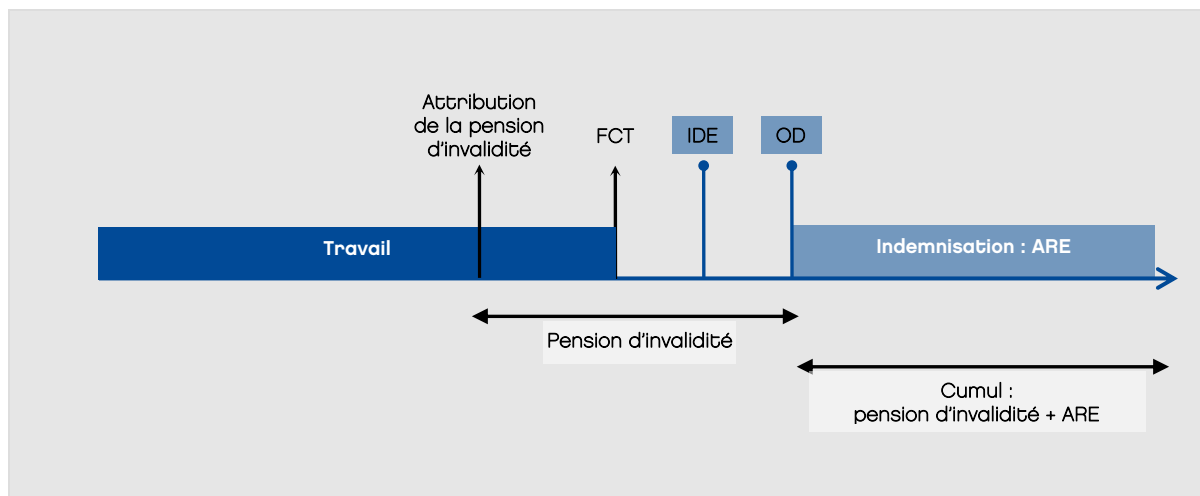 Attribution
de la pension
d'invalidité
FCT
IDE
OD
Travail
Indemnisation : ARE
Pension d'invalidité
Cumul :
pension d'invalidité + ARE